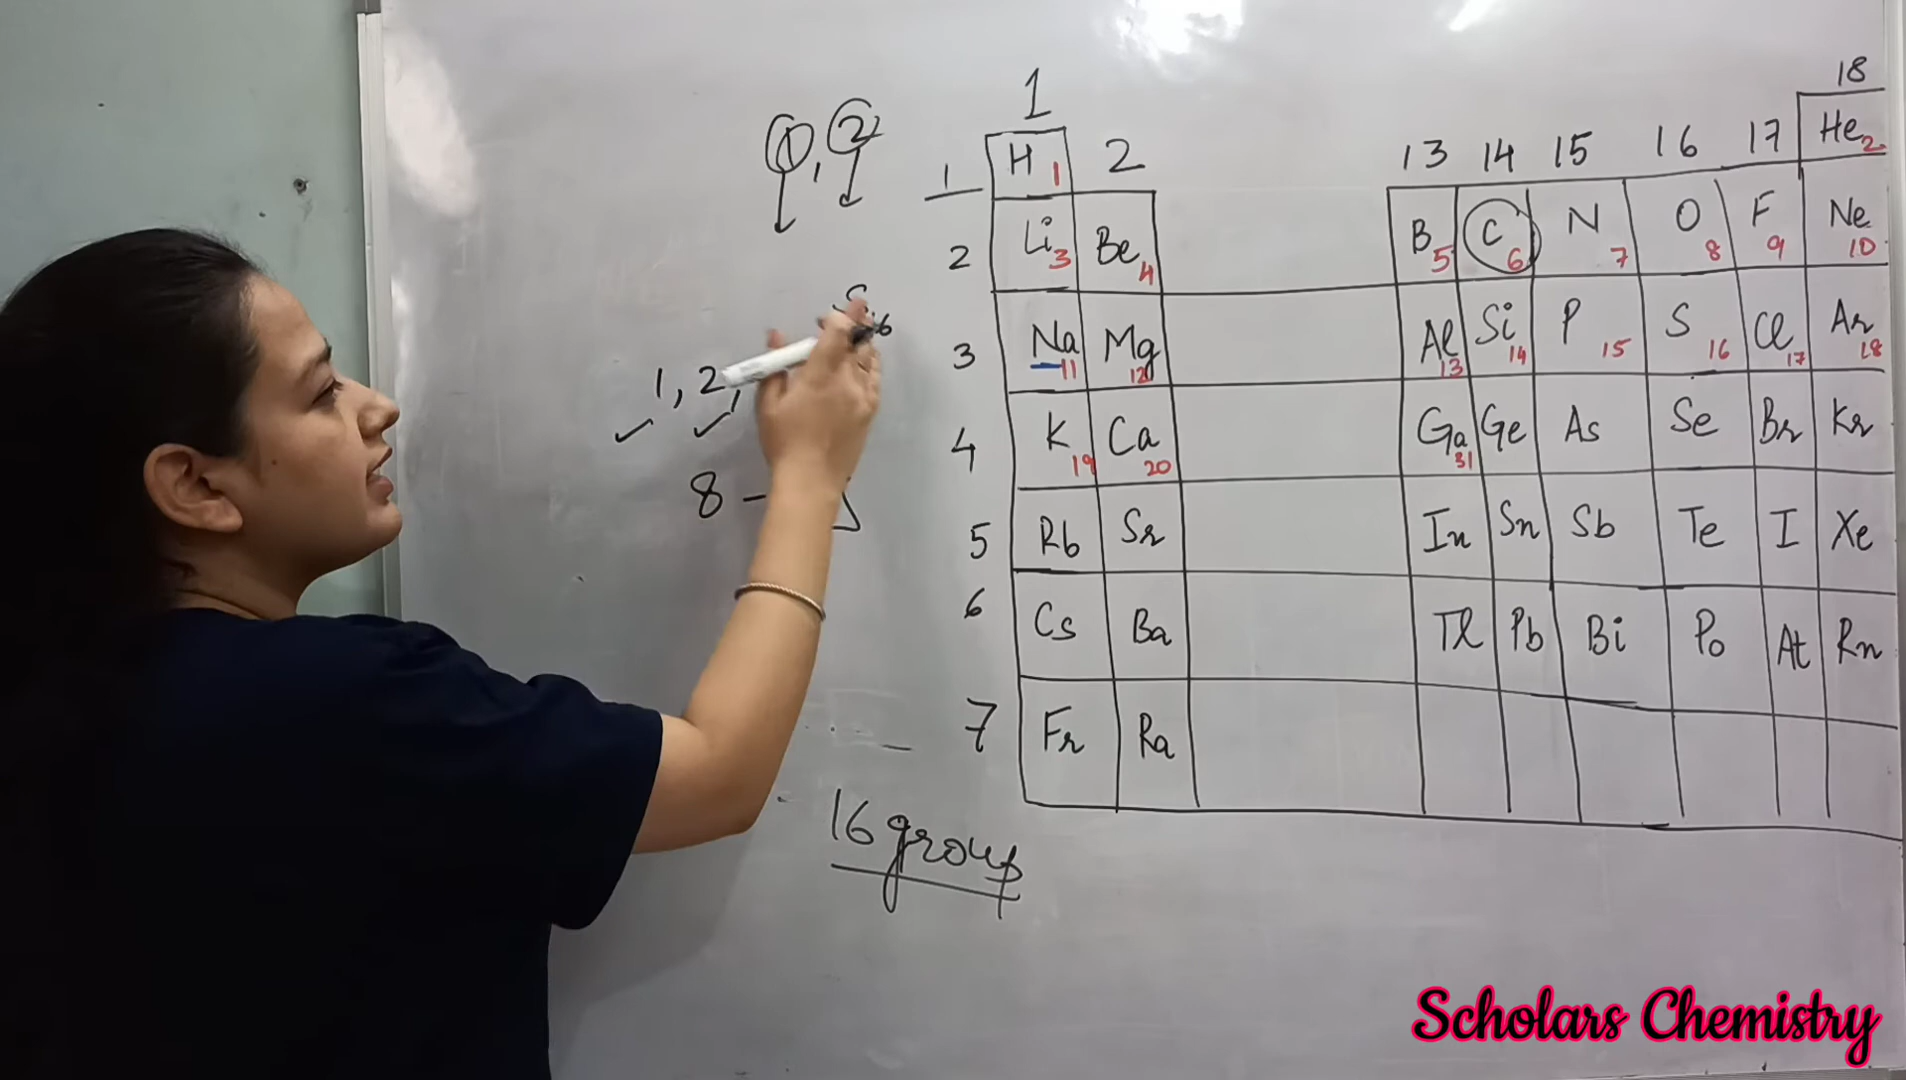 1, 2
1, 2,
8 -
16 group
1 18
2 13 14 15 16 17 He 2
1 H 1
2 Li 3 Be 4 B 5 C 6 N 7 O 8 F 9 Ne 10
3 Na 11 Mg 12 Al 13 Si 14 P 15 S 16 Cl 17 Ar 18
4 K 19 Ca 20 Ga 31 Ge As Se Br Kr
5 Rb Sr In Sn Sb Te I Xe
6 Cs Ba Tl Pb Bi Po At Rn
7 Fr Ra
Scholars Chemistry